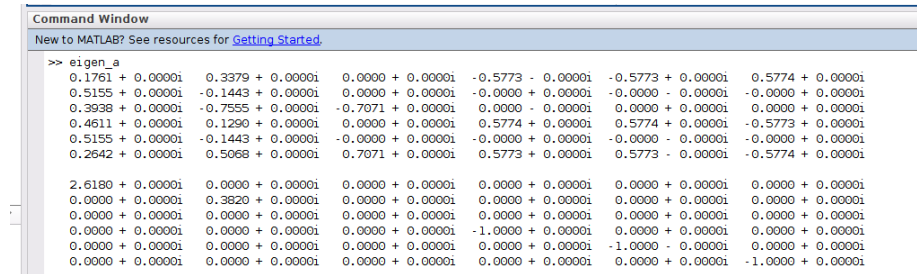 Command Window
New to MATLAB? See resources for Getting Started.
>> eigen_a
0.1761 + 0.0000i 0.3379 + 0.0000i 0.0000 + 0.0000i -0.5773 - 0.0000i -0.5773 + 0.0000i 0.5774 + 0.0000i
0.5155 + 0.0000i -0.1443 + 0.0000i 0.0000 + 0.0000i -0.0000 + 0.0000i -0.0000 - 0.0000i -0.0000 + 0.0000i
0.3938 + 0.0000i -0.7555 + 0.0000i -0.7071 + 0.0000i 0.0000 - 0.0000i 0.0000 + 0.0000i 0.0000 + 0.0000i
0.4611 + 0.0000i 0.1290 + 0.0000i 0.0000 + 0.0000i 0.5774 + 0.0000i 0.5774 + 0.0000i -0.5773 + 0.0000i
0.5155 + 0.0000i -0.1443 + 0.0000i -0.0000 + 0.0000i -0.0000 + 0.0000i -0.0000 - 0.0000i -0.0000 + 0.0000i
0.2642 + 0.0000i 0.5068 + 0.0000i 0.7071 + 0.0000i 0.5773 + 0.0000i 0.5773 - 0.0000i -0.5774 + 0.0000i
2.6180 + 0.0000i 0.0000 + 0.0000i 0.0000 + 0.0000i 0.0000 + 0.0000i 0.0000 + 0.0000i 0.0000 + 0.0000i
0.0000 + 0.0000i 0.3820 + 0.0000i 0.0000 + 0.0000i 0.0000 + 0.0000i 0.0000 + 0.0000i 0.0000 + 0.0000i
0.0000 + 0.0000i 0.0000 + 0.0000i 0.0000 + 0.0000i 0.0000 + 0.0000i 0.0000 + 0.0000i 0.0000 + 0.0000i
0.0000 + 0.0000i 0.0000 + 0.0000i 0.0000 + 0.0000i -1.0000 + 0.0000i 0.0000 + 0.0000i 0.0000 + 0.0000i
0.0000 + 0.0000i 0.0000 + 0.0000i 0.0000 + 0.0000i 0.0000 + 0.0000i -1.0000 - 0.0000i 0.0000 + 0.0000i
0.0000 + 0.0000i 0.0000 + 0.0000i 0.0000 + 0.0000i 0.0000 + 0.0000i 0.0000 + 0.0000i -1.0000 + 0.0000i